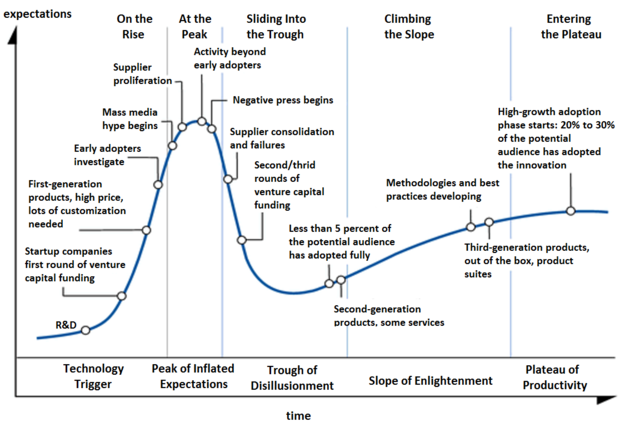 expectations
On the
Rise
At the
Peak
Sliding Into
the Trough
Climbing
the Slope
Entering
the Plateau
Activity beyond
early adopters
Supplier
proliferation
Negative press begins
Mass media
hype begins
Supplier consolidation
and failures
Early adopters
investigate
Second/thrid
rounds of
venture capital
funding
First-generation
products, high price,
lots of customization
needed
Startup companies
first round of venture
capital funding
R&D
Less than 5 percent of
the potential audience
has adopted fully
Second-generation
products, some services
Methodologies and best
practices developing
Third-generation products,
out of the box, product
suites
High-growth adoption
phase starts: 20% to 30%
of the potential
audience has adopted
the innovation
Technology
Trigger
Peak of Inflated
Expectations
Trough of
Disillusionment
Slope of Enlightenment
Plateau of
Productivity
time